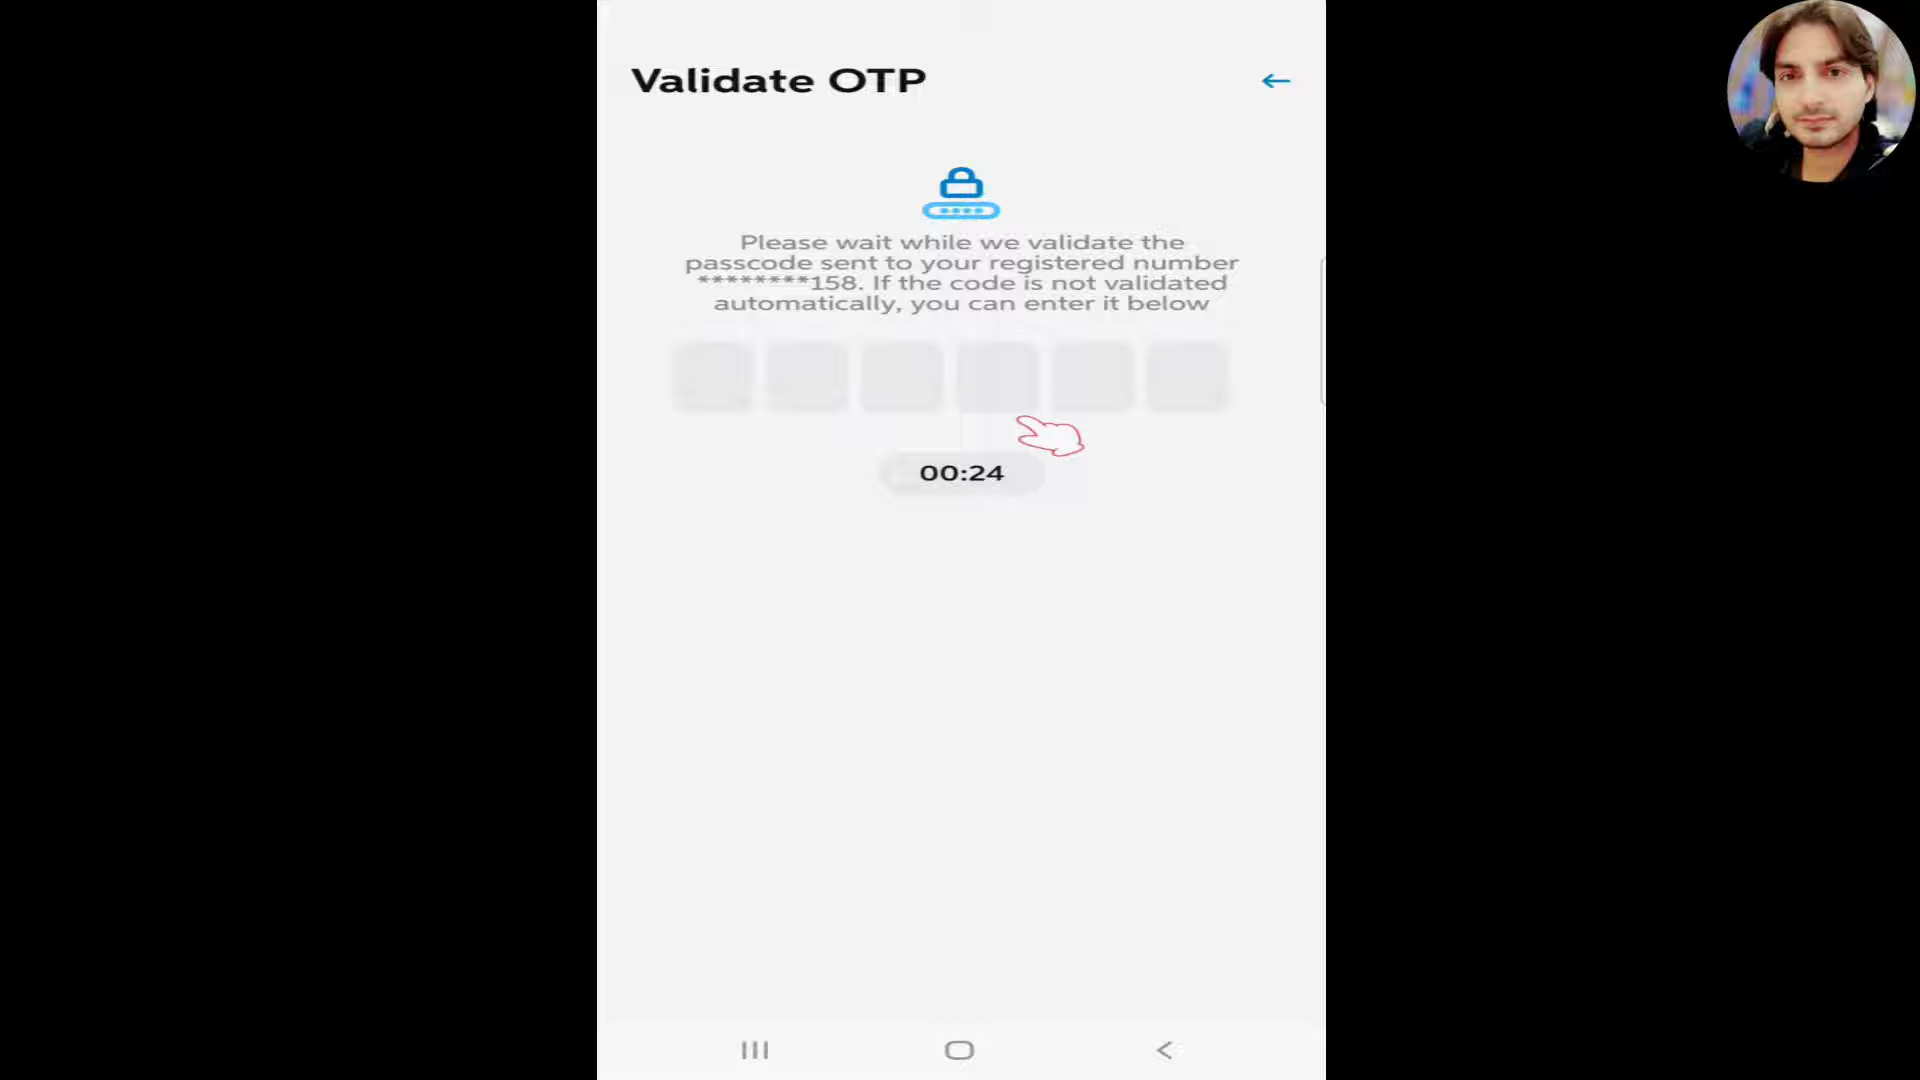 Validate OTP
Please wait while we validate the
passcode sent to your registered number
********158. If the code is not validated
automatically, you can enter it below
00:24